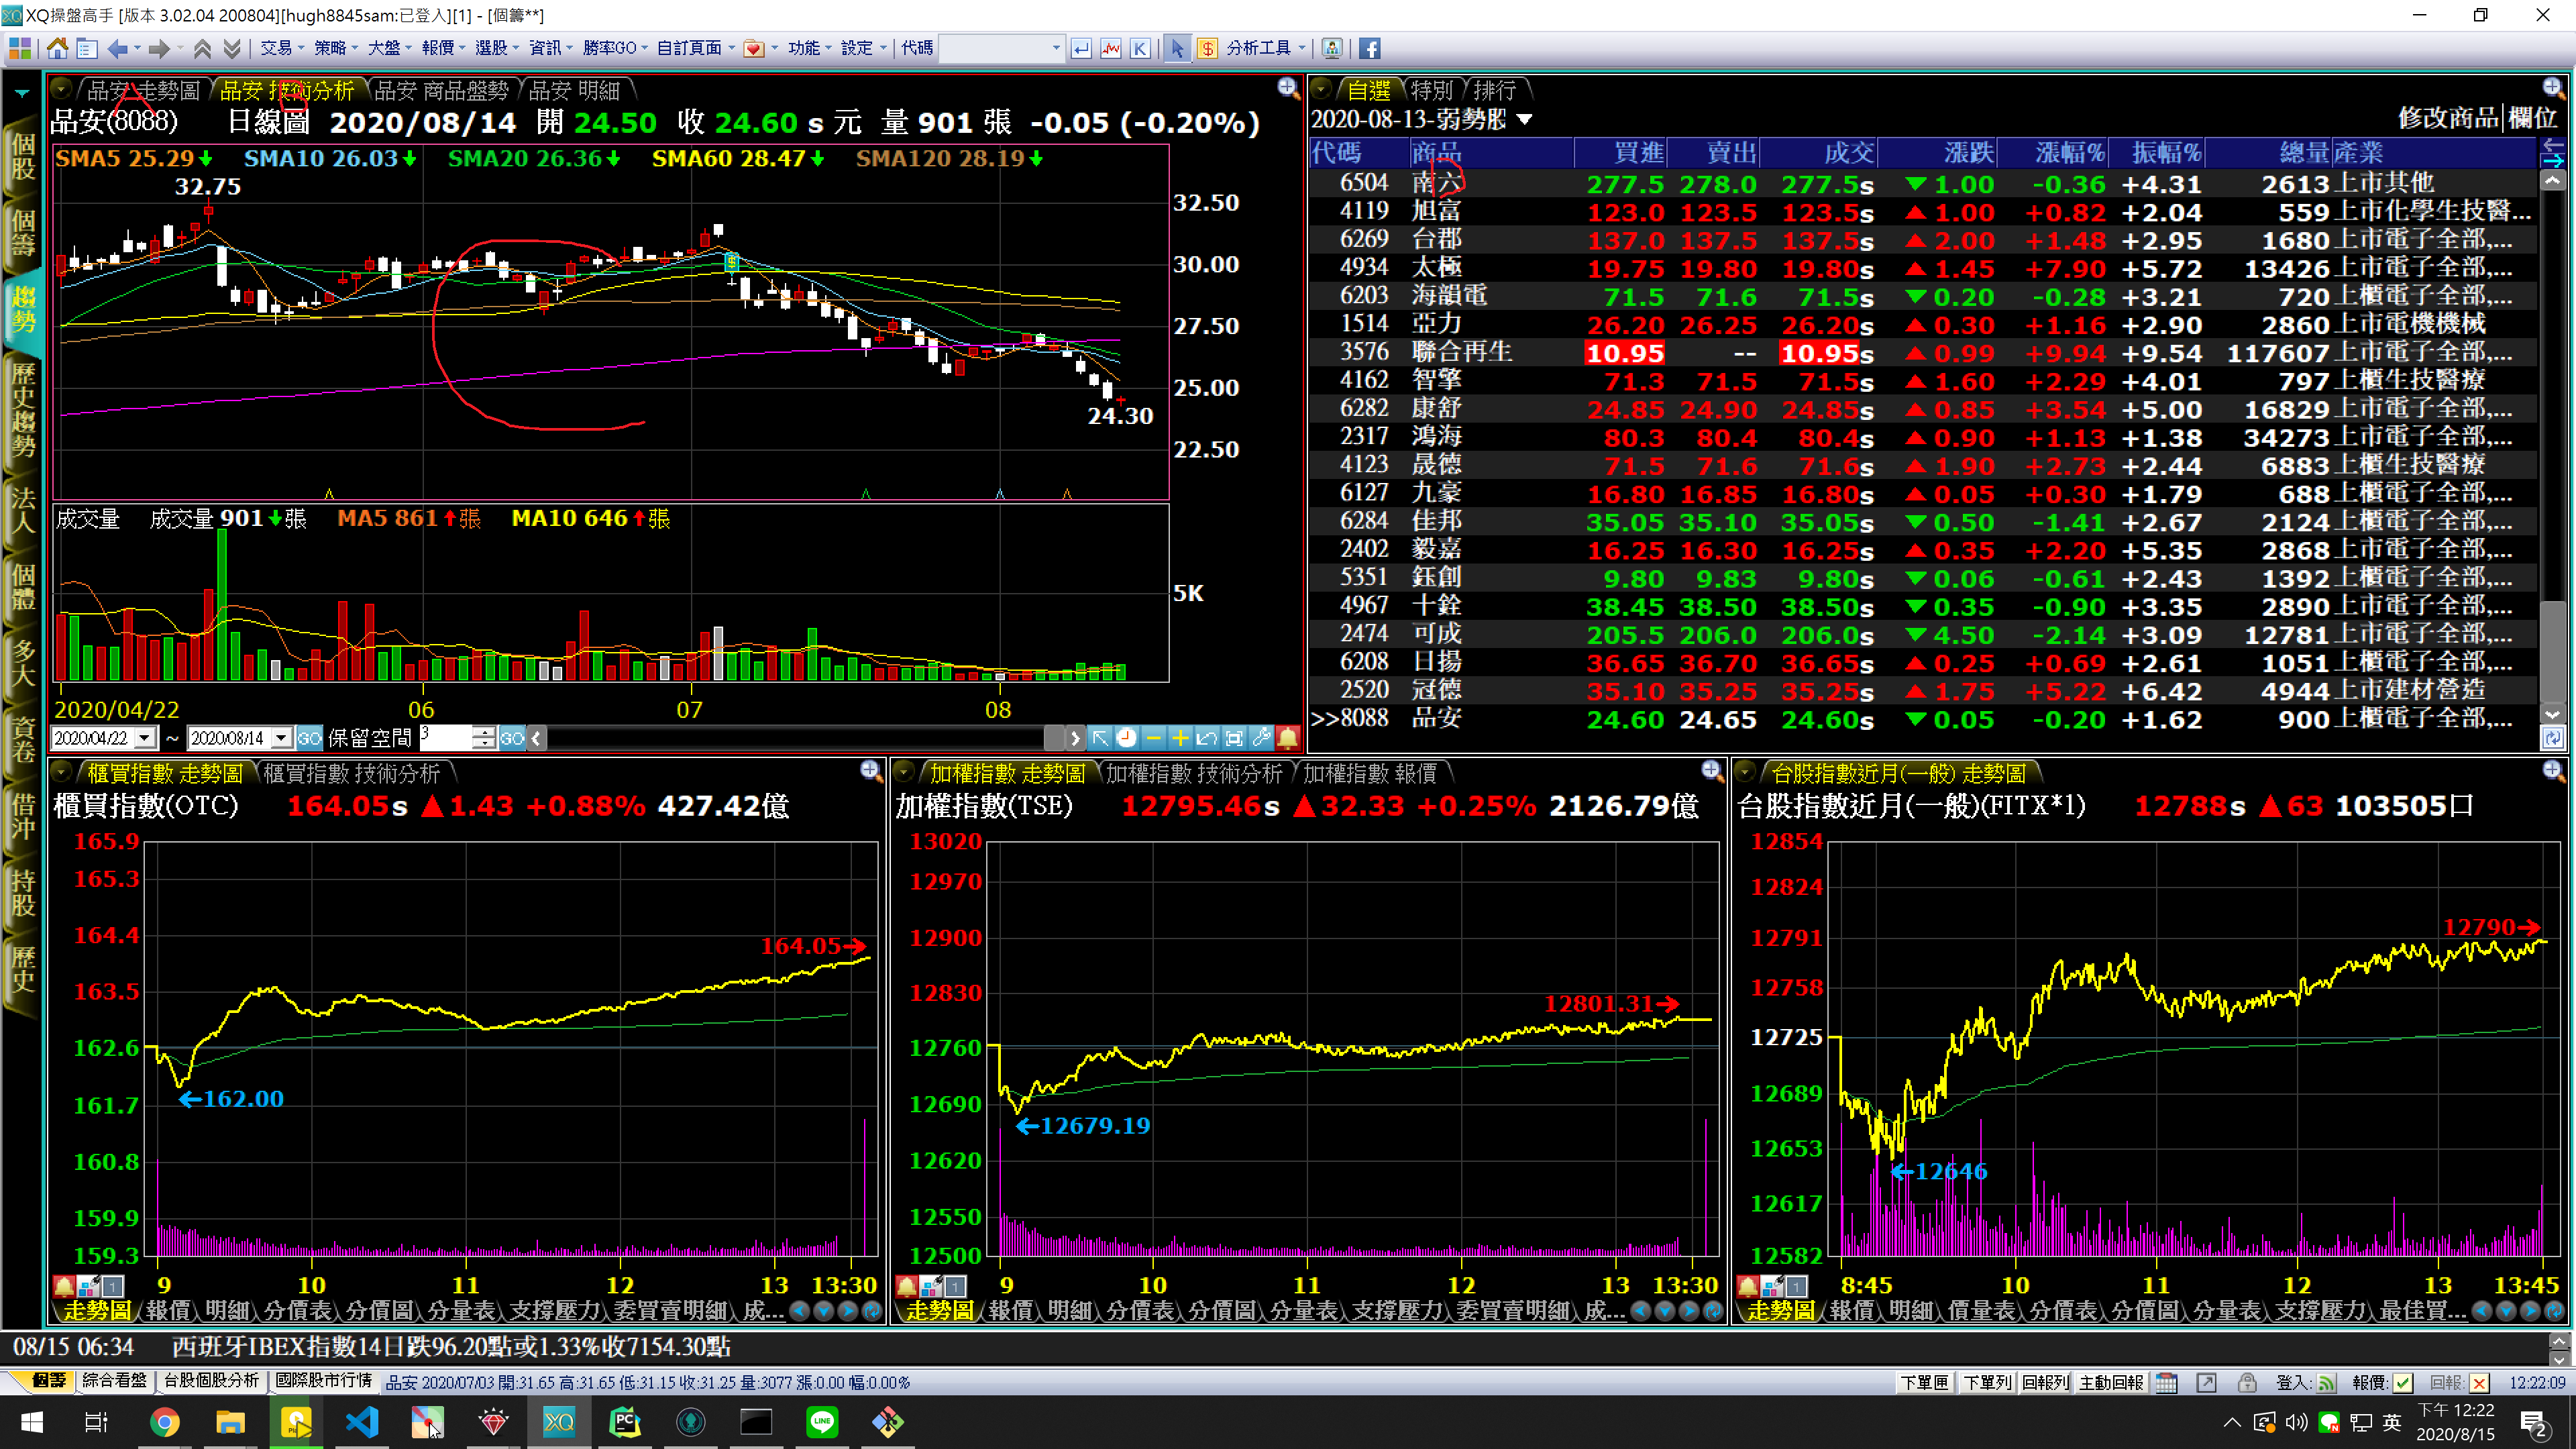 XQ操盤高手 [版本 3.02.04 200804][hugh8845sam:已登入][1] - [個籌**]
交易 策略 大盤 報價 選股 資訊 勝率GO 自訂頁面 功能 設定 代碼 分析工具
個股
個籌
趨勢
歷史趨勢
法人
個體
多大
資卷
借沖
持股
歷史
品安 走勢圖 品安 技術分析 品安 商品盤勢 品安 明細
品安(8088) 日線圖 2020/08/14 開 24.50 收 24.60 s 元 量 901 張 -0.05 (-0.20%)
SMA5 25.29 SMA10 26.03 SMA20 26.36 SMA60 28.47 SMA120 28.19
32.75
32.50
30.00
27.50
25.00
24.30
22.50
成交量 成交量 901 張 MA5 861 張 MA10 646 張
5K
2020/04/22 06 07 08
2020/04/22 ~ 2020/08/14 GO 保留空間 3 GO
自選 特別 排行
2020-08-13-弱勢股 修改商品 欄位
代碼 商品 買進 賣出 成交 漲跌 漲幅% 振幅% 總量 產業
6504 南六 277.5 278.0 277.5s ▼ 1.00 -0.36 +4.31 2613 上市其他
4119 旭富 123.0 123.5 123.5s ▲ 1.00 +0.82 +2.04 559 上市化學生技醫...
6269 台郡 137.0 137.5 137.5s ▲ 2.00 +1.48 +2.95 1680 上市電子全部,...
4934 太極 19.75 19.80 19.80s ▲ 1.45 +7.90 +5.72 13426 上市電子全部,...
6203 海韻電 71.5 71.6 71.5s ▼ 0.20 -0.28 +3.21 720 上櫃電子全部,...
1514 亞力 26.20 26.25 26.20s ▲ 0.30 +1.16 +2.90 2860 上市電機機械
3576 聯合再生 10.95 -- 10.95s ▲ 0.99 +9.94 +9.54 117607 上市電子全部,...
4162 智擎 71.3 71.5 71.5s ▲ 1.60 +2.29 +4.01 797 上櫃生技醫療
6282 康舒 24.85 24.90 24.85s ▲ 0.85 +3.54 +5.00 16829 上市電子全部,...
2317 鴻海 80.3 80.4 80.4s ▲ 0.90 +1.13 +1.38 34273 上市電子全部,...
4123 晟德 71.5 71.6 71.6s ▲ 1.90 +2.73 +2.44 6883 上櫃生技醫療
6127 九豪 16.80 16.85 16.80s ▲ 0.05 +0.30 +1.79 688 上櫃電子全部,...
6284 佳邦 35.05 35.10 35.05s ▼ 0.50 -1.41 +2.67 2124 上櫃電子全部,...
2402 毅嘉 16.25 16.30 16.25s ▲ 0.35 +2.20 +5.35 2868 上市電子全部,...
5351 鈺創 9.80 9.83 9.80s ▼ 0.06 -0.61 +2.43 1392 上櫃電子全部,...
4967 十銓 38.45 38.50 38.50s ▼ 0.35 -0.90 +3.35 2890 上市電子全部,...
2474 可成 205.5 206.0 206.0s ▼ 4.50 -2.14 +3.09 12781 上市電子全部,...
6208 日揚 36.65 36.70 36.65s ▲ 0.25 +0.69 +2.61 1051 上櫃電子全部,...
2520 冠德 35.10 35.25 35.25s ▲ 1.75 +5.22 +6.42 4944 上市建材營造
>>8088 品安 24.60 24.65 24.60s ▼ 0.05 -0.20 +1.62 900 上櫃電子全部,...
櫃買指數 走勢圖 櫃買指數 技術分析
櫃買指數(OTC) 164.05s ▲1.43 +0.88% 427.42億
165.9
165.3
164.4
164.05
163.5
162.6
162.00
161.7
160.8
159.9
159.3
9 10 11 12 13 13:30
走勢圖 報價 明細 分價表 分價圖 分量表 支撐壓力 委買賣明細 成...
加權指數 走勢圖 加權指數 技術分析 加權指數 報價
加權指數(TSE) 12795.46s ▲32.33 +0.25% 2126.79億
13020
12970
12900
12830
12801.31
12760
12690
12679.19
12620
12550
12500
9 10 11 12 13 13:30
走勢圖 報價 明細 分價表 分價圖 分量表 支撐壓力 委買賣明細 成...
台股指數近月(一般) 走勢圖
台股指數近月(一般)(FITX*1) 12788s ▲63 103505口
12854
12824
12790
12791
12758
12725
12689
12653
12646
12617
12582
8:45 10 11 12 13 13:45
走勢圖 報價 明細 價量表 分價表 分價圖 分量表 支撐壓力 最佳買...
08/15 06:34 西班牙IBEX指數14日跌96.20點或1.33%收7154.30點
個籌 綜合看盤 台股個股分析 國際股市行情 品安 2020/07/03 開:31.65 高:31.65 低:31.15 收:31.25 量:3077 漲:0.00 幅:0.00%
下單匣 下單列 回報列 主動回報 登入: 報價: 回報: 12:22:09
英 下午 12:22
2020/8/15
2